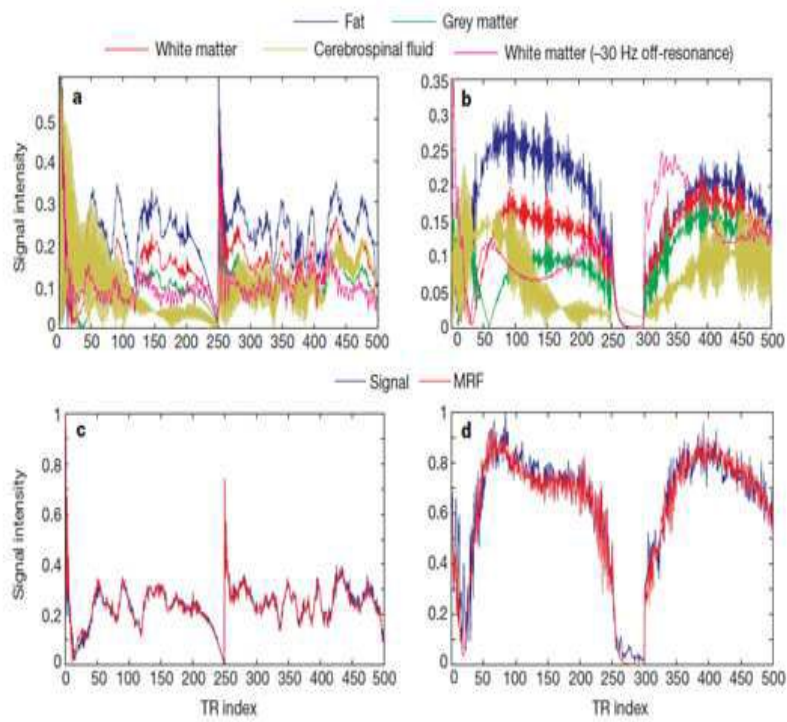 Fat Grey matter
White matter Cerebrospinal fluid White matter (–30 Hz off-resonance)
a
Signal intensity
0.5
0.4
0.3
0.2
0.1
0
0 50 100 150 200 250 300 350 400 450 500
b
0.35
0.30
0.25
0.2
0.15
0.1
0.05
0
0 50 100 150 200 250 300 350 400 450 500
Signal MRF
c
Signal intensity
1
0.8
0.6
0.4
0.2
0
0 50 100 150 200 250 300 350 400 450 500
TR index
d
1
0.8
0.6
0.4
0.2
0
0 50 100 150 200 250 300 350 400 450 500
TR index